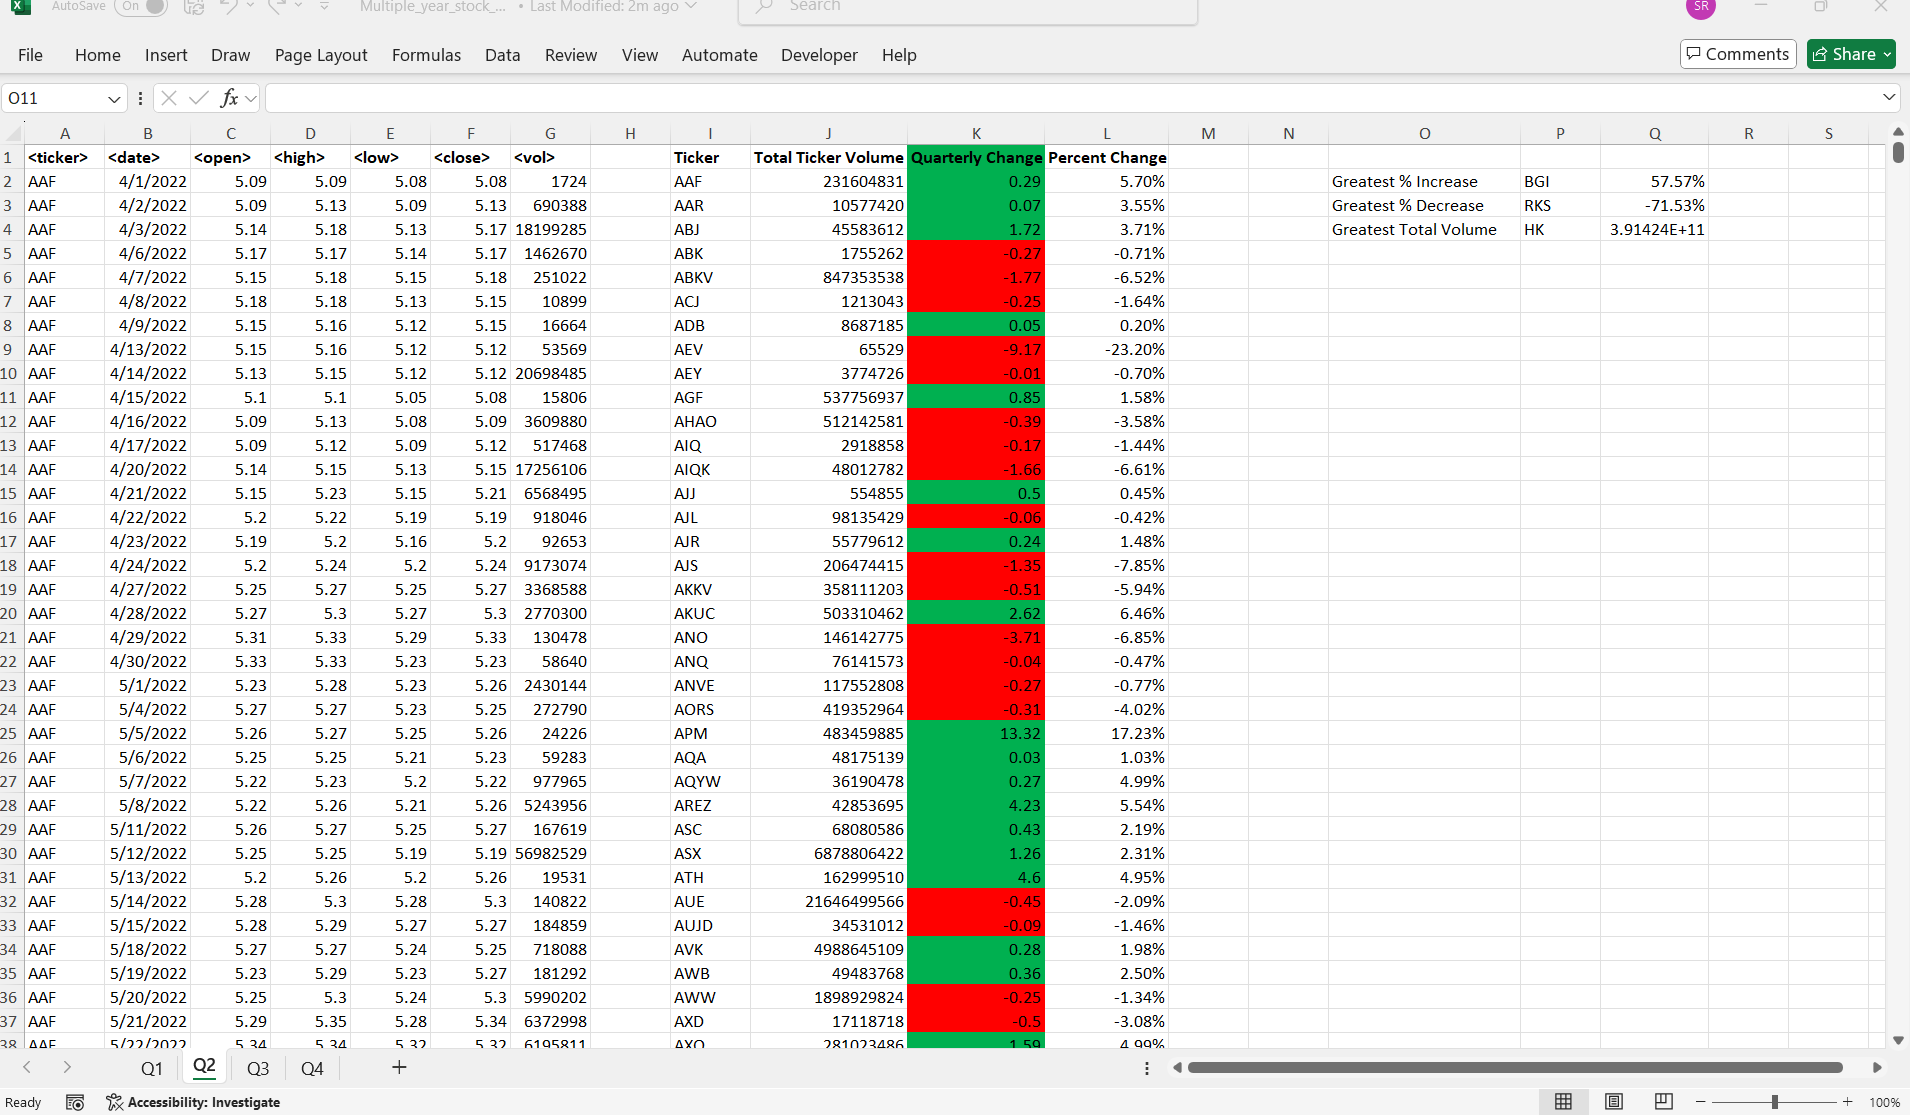 AutoSave On Multiple_year_stock_... • Last Modified: 2m ago Search SR
File Home Insert Draw Page Layout Formulas Data Review View Automate Developer Help Comments Share
O11 fx
A B C D E F G H I J K L M N O P Q R S
1 <ticker> <date> <open> <high> <low> <close> <vol> Ticker Total Ticker Volume Quarterly Change Percent Change
2 AAF 4/1/2022 5.09 5.09 5.08 5.08 1724 AAF 231604831 0.29 5.70% Greatest % Increase BGI 57.57%
3 AAF 4/2/2022 5.09 5.13 5.09 5.13 690388 AAR 10577420 0.07 3.55% Greatest % Decrease RKS -71.53%
4 AAF 4/3/2022 5.14 5.18 5.13 5.17 18199285 ABJ 45583612 1.72 3.71% Greatest Total Volume HK 3.91424E+11
5 AAF 4/6/2022 5.17 5.17 5.14 5.17 1462670 ABK 1755262 -0.27 -0.71%
6 AAF 4/7/2022 5.15 5.18 5.15 5.18 251022 ABKV 847353538 -1.77 -6.52%
7 AAF 4/8/2022 5.18 5.18 5.13 5.15 10899 ACJ 1213043 -0.25 -1.64%
8 AAF 4/9/2022 5.15 5.16 5.12 5.15 16664 ADB 8687185 0.05 0.20%
9 AAF 4/13/2022 5.15 5.16 5.12 5.12 53569 AEV 65529 -9.17 -23.20%
10 AAF 4/14/2022 5.13 5.15 5.12 5.12 20698485 AEY 3774726 -0.01 -0.70%
11 AAF 4/15/2022 5.1 5.1 5.05 5.08 15806 AGF 537756937 0.85 1.58%
12 AAF 4/16/2022 5.09 5.13 5.08 5.09 3609880 AHAO 512142581 -0.39 -3.58%
13 AAF 4/17/2022 5.09 5.12 5.09 5.12 517468 AIQ 2918858 -0.17 -1.44%
14 AAF 4/20/2022 5.14 5.15 5.13 5.15 17256106 AIQK 48012782 -1.66 -6.61%
15 AAF 4/21/2022 5.15 5.23 5.15 5.21 6568495 AJJ 554855 0.5 0.45%
16 AAF 4/22/2022 5.2 5.22 5.19 5.19 918046 AJL 98135429 -0.06 -0.42%
17 AAF 4/23/2022 5.19 5.2 5.16 5.2 92653 AJR 55779612 0.24 1.48%
18 AAF 4/24/2022 5.2 5.24 5.2 5.24 9173074 AJS 206474415 -1.35 -7.85%
19 AAF 4/27/2022 5.25 5.27 5.25 5.27 3368588 AKKV 358111203 -0.51 -5.94%
20 AAF 4/28/2022 5.27 5.3 5.27 5.3 2770300 AKUC 503310462 2.62 6.46%
21 AAF 4/29/2022 5.31 5.33 5.29 5.33 130478 ANO 146142775 -3.71 -6.85%
22 AAF 4/30/2022 5.33 5.33 5.23 5.23 58640 ANQ 76141573 -0.04 -0.47%
23 AAF 5/1/2022 5.23 5.28 5.23 5.26 2430144 ANVE 117552808 -0.27 -0.77%
24 AAF 5/4/2022 5.27 5.27 5.23 5.25 272790 AORS 419352964 -0.31 -4.02%
25 AAF 5/5/2022 5.26 5.27 5.25 5.26 24226 APM 483459885 13.32 17.23%
26 AAF 5/6/2022 5.25 5.25 5.21 5.23 59283 AQA 48175139 0.03 1.03%
27 AAF 5/7/2022 5.22 5.23 5.2 5.22 977965 AQYW 36190478 0.27 4.99%
28 AAF 5/8/2022 5.22 5.26 5.21 5.26 5243956 AREZ 42853695 4.23 5.54%
29 AAF 5/11/2022 5.26 5.27 5.25 5.27 167619 ASC 68080586 0.43 2.19%
30 AAF 5/12/2022 5.25 5.25 5.19 5.19 56982529 ASX 6878806422 1.26 2.31%
31 AAF 5/13/2022 5.2 5.26 5.2 5.26 19531 ATH 162999510 4.6 4.95%
32 AAF 5/14/2022 5.28 5.3 5.28 5.3 140822 AUE 21646499566 -0.45 -2.09%
33 AAF 5/15/2022 5.28 5.29 5.27 5.27 184859 AUJD 34531012 -0.09 -1.46%
34 AAF 5/18/2022 5.27 5.27 5.24 5.25 718088 AVK 4988645109 0.28 1.98%
35 AAF 5/19/2022 5.23 5.29 5.23 5.27 181292 AWB 49483768 0.36 2.50%
36 AAF 5/20/2022 5.25 5.3 5.24 5.3 5990202 AWW 1898929824 -0.25 -1.34%
37 AAF 5/21/2022 5.29 5.35 5.28 5.34 6372998 AXD 17118718 -0.5 -3.08%
38 AAF 5/22/2022 5.34 5.34 5.32 5.32 6195811 AXO 281023486 1.59 4.99%
Q1 Q2 Q3 Q4
Ready Accessibility: Investigate 100%